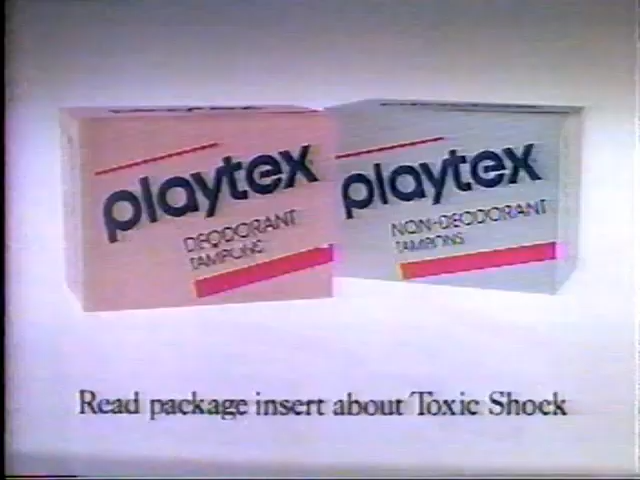 playtex
DEODORANT
TAMPONS
playtex
NON-DEODORANT
TAMPONS
Read package insert about Toxic Shock